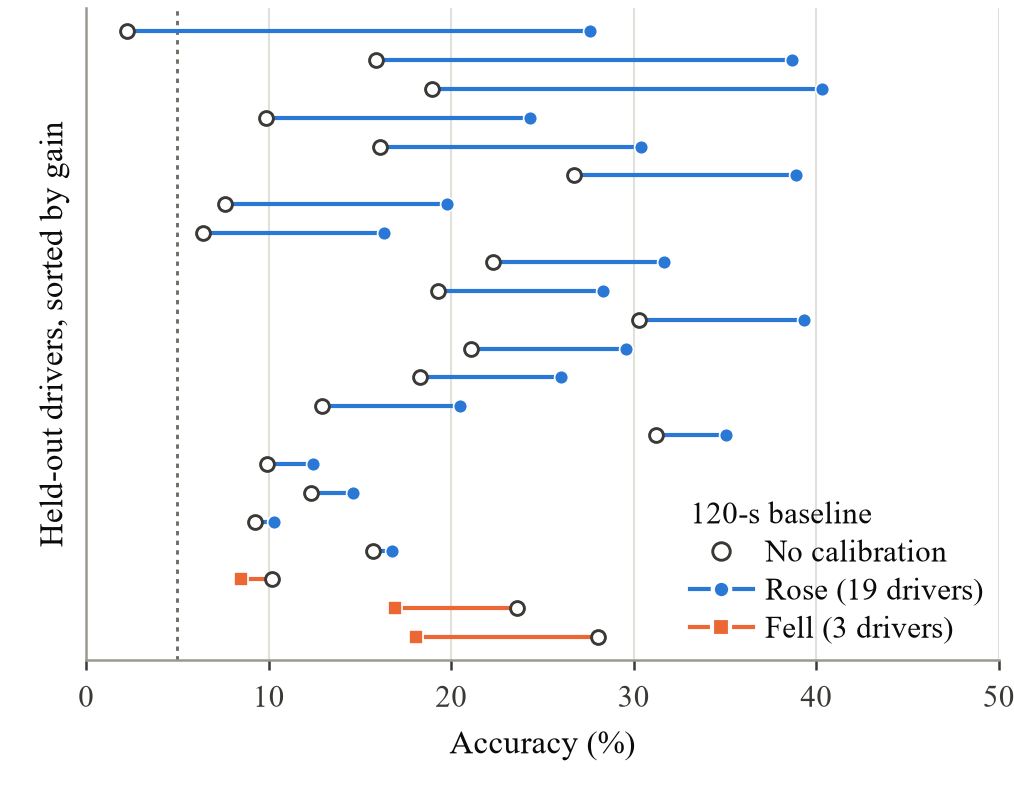 Held-out drivers, sorted by gain
120-s baseline
No calibration
Rose (19 drivers)
Fell (3 drivers)
0 10 20 30 40 50
Accuracy (%)